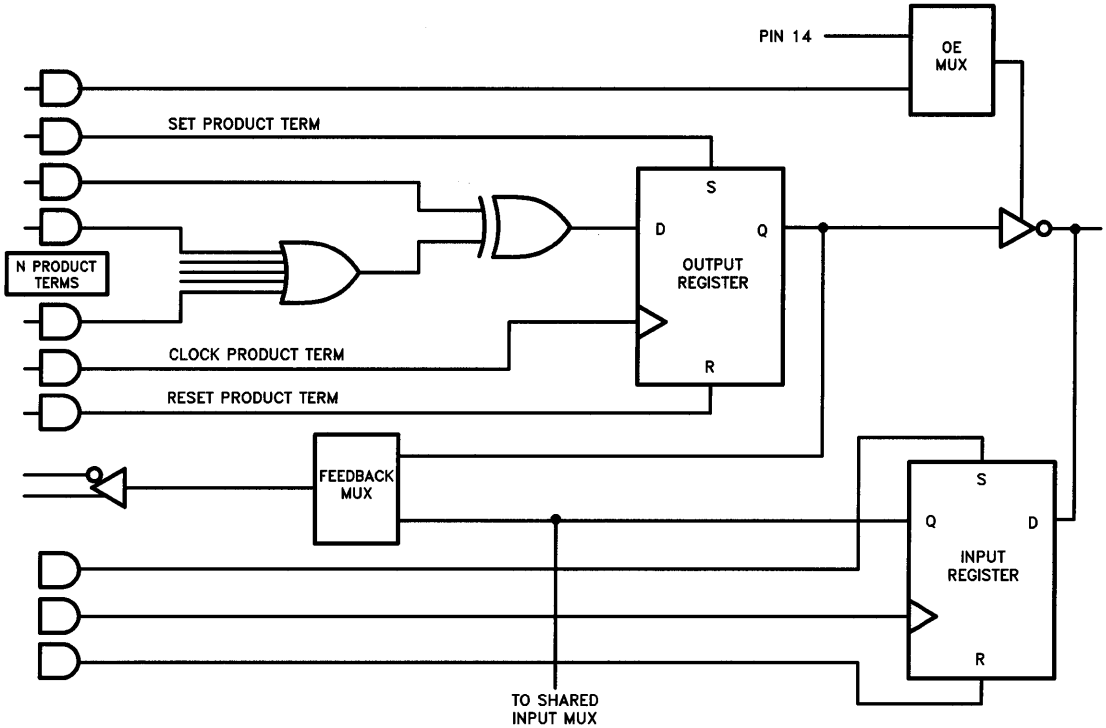 PIN 14
OE
MUX
SET PRODUCT TERM
S
D
Q
OUTPUT
REGISTER
N PRODUCT
TERMS
CLOCK PRODUCT TERM
R
RESET PRODUCT TERM
FEEDBACK
MUX
S
Q
D
INPUT
REGISTER
R
TO SHARED
INPUT MUX